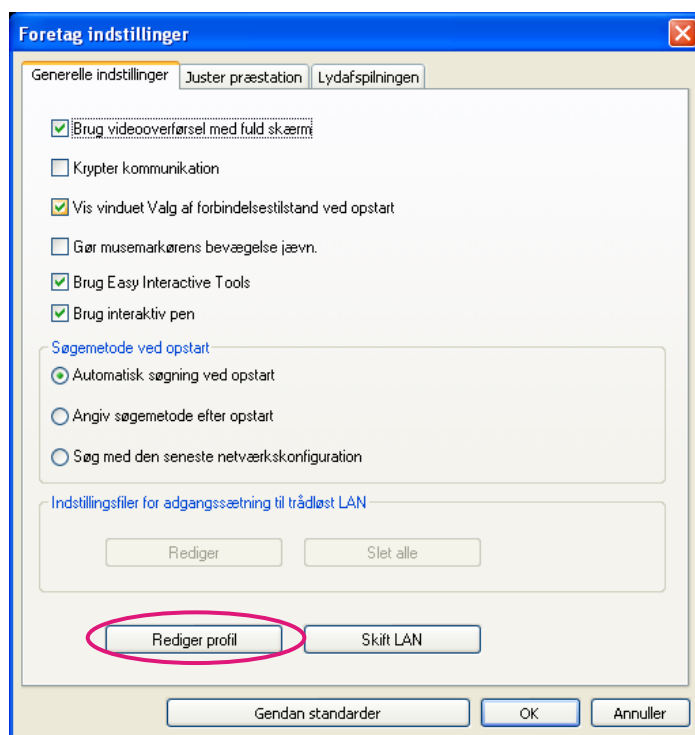 Foretag indstillinger
Generelle indstillinger Juster præstation Lydafspilningen
Brug videooverførsel med fuld skærm
Krypter kommunikation
Vis vinduet Valg af forbindelsestilstand ved opstart
Gør musemarkørens bevægelse jævn.
Brug Easy Interactive Tools
Brug interaktiv pen
Søgemetode ved opstart
Automatisk søgning ved opstart
Angiv søgemetode efter opstart
Søg med den seneste netværkskonfiguration
Indstillingsfiler for adgangssætning til trådløst LAN
Rediger Slet alle
Rediger profil Skift LAN
Gendan standarder OK Annuller